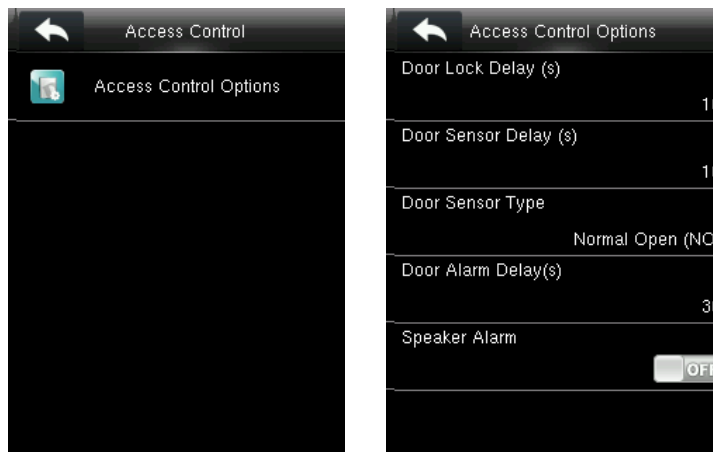 Access Control
Access Control Options
Access Control Options
Door Lock Delay (s)
Door Sensor Delay (s)
Door Sensor Type
Normal Open (NO
Door Alarm Delay(s)
Speaker Alarm